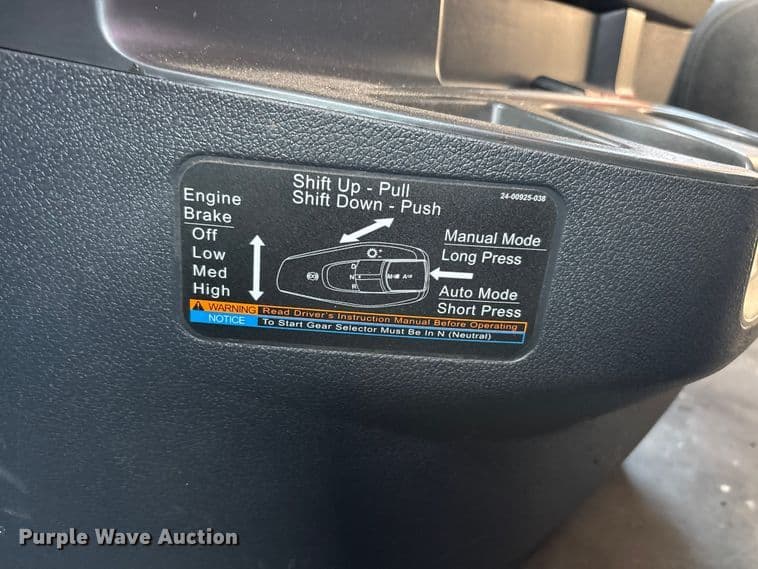 Shift Up - Pull
Shift Down - Push
24-00925-038
Engine
Brake
Off
Low
Med
High
Manual Mode
Long Press
Auto Mode
Short Press
D
N
R
WARNING Read Driver's Instruction Manual Before Operating
NOTICE To Start Gear Selector Must Be In N (Neutral)
Purple Wave Auction